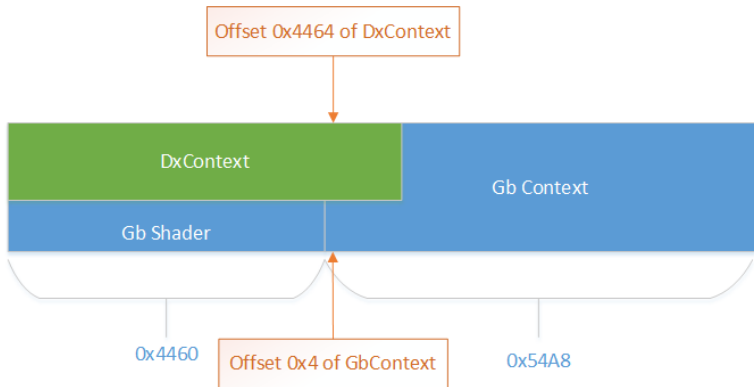 Offset 0x4464 of DxContext
DxContext
Gb Context
Gb Shader
0x4460
Offset 0x4 of GbContext
0x54A8